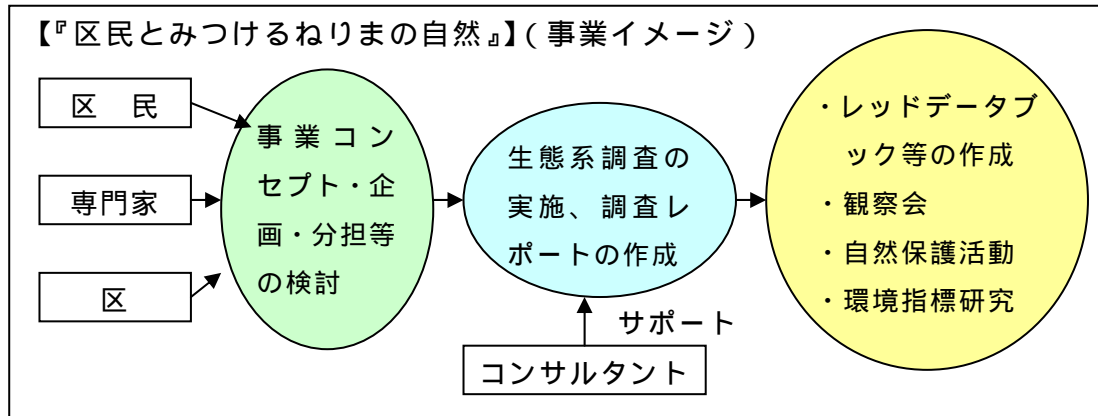 【『区民とみつけるねりまの自然』】(事業イメージ)
区　民
専門家
区
事業コン
セプト・企
画・分担等
の検討
生態系調査の
実施、調査レ
ポートの作成
サポート
コンサルタント
・レッドデータブ
ック等の作成
・観察会
・自然保護活動
・環境指標研究